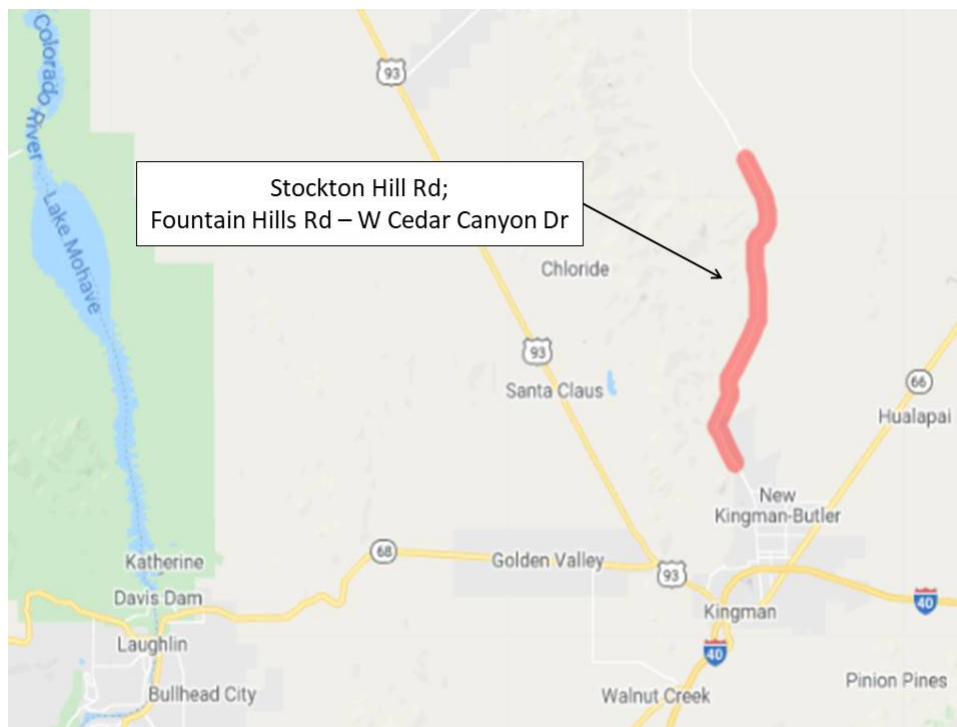 Colorado River
93
Stockton Hill Rd;
Fountain Hills Rd – W Cedar Canyon Dr
Lake Mohave
Chloride
93
66
Santa Claus
Hualapai
New
Kingman-Butler
68
Katherine
Golden Valley
93
Davis Dam
40
Kingman
Laughlin
40
Bullhead City
Walnut Creek
Pinion Pines